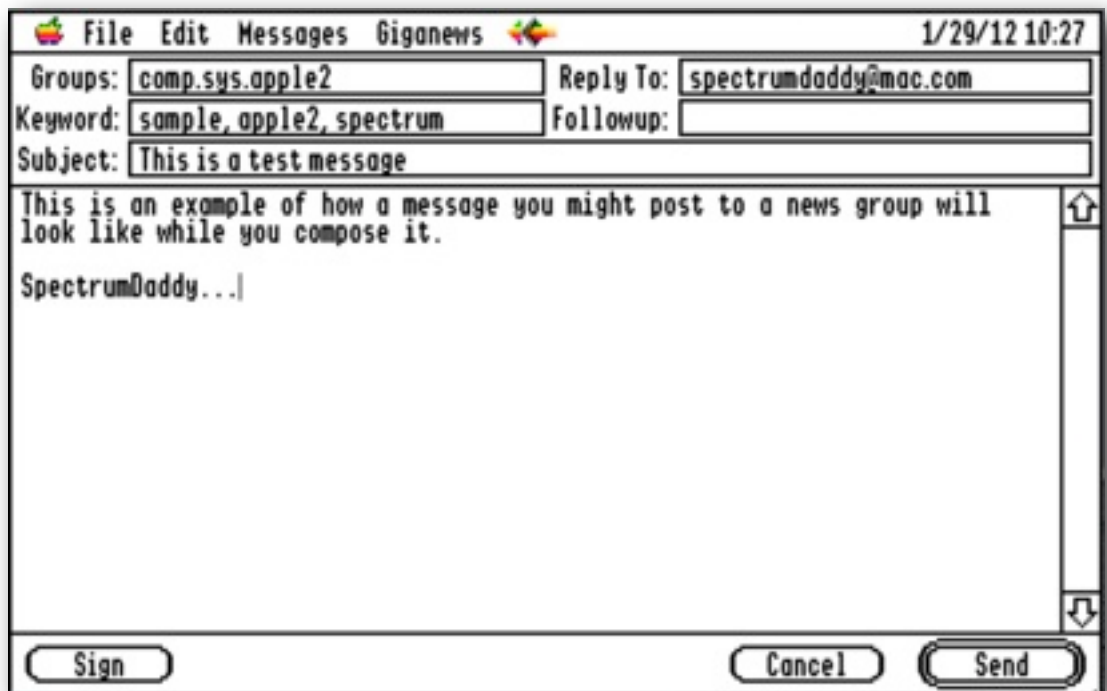 File Edit Messages Giganews 1/29/12 10:27
Groups: comp.sys.apple2 Reply To: spectrumdaddy@mac.com
Keyword: sample, apple2, spectrum Followup:
Subject: This is a test message
This is an example of how a message you might post to a news group will
look like while you compose it.
SpectrumDaddy...
Sign Cancel Send